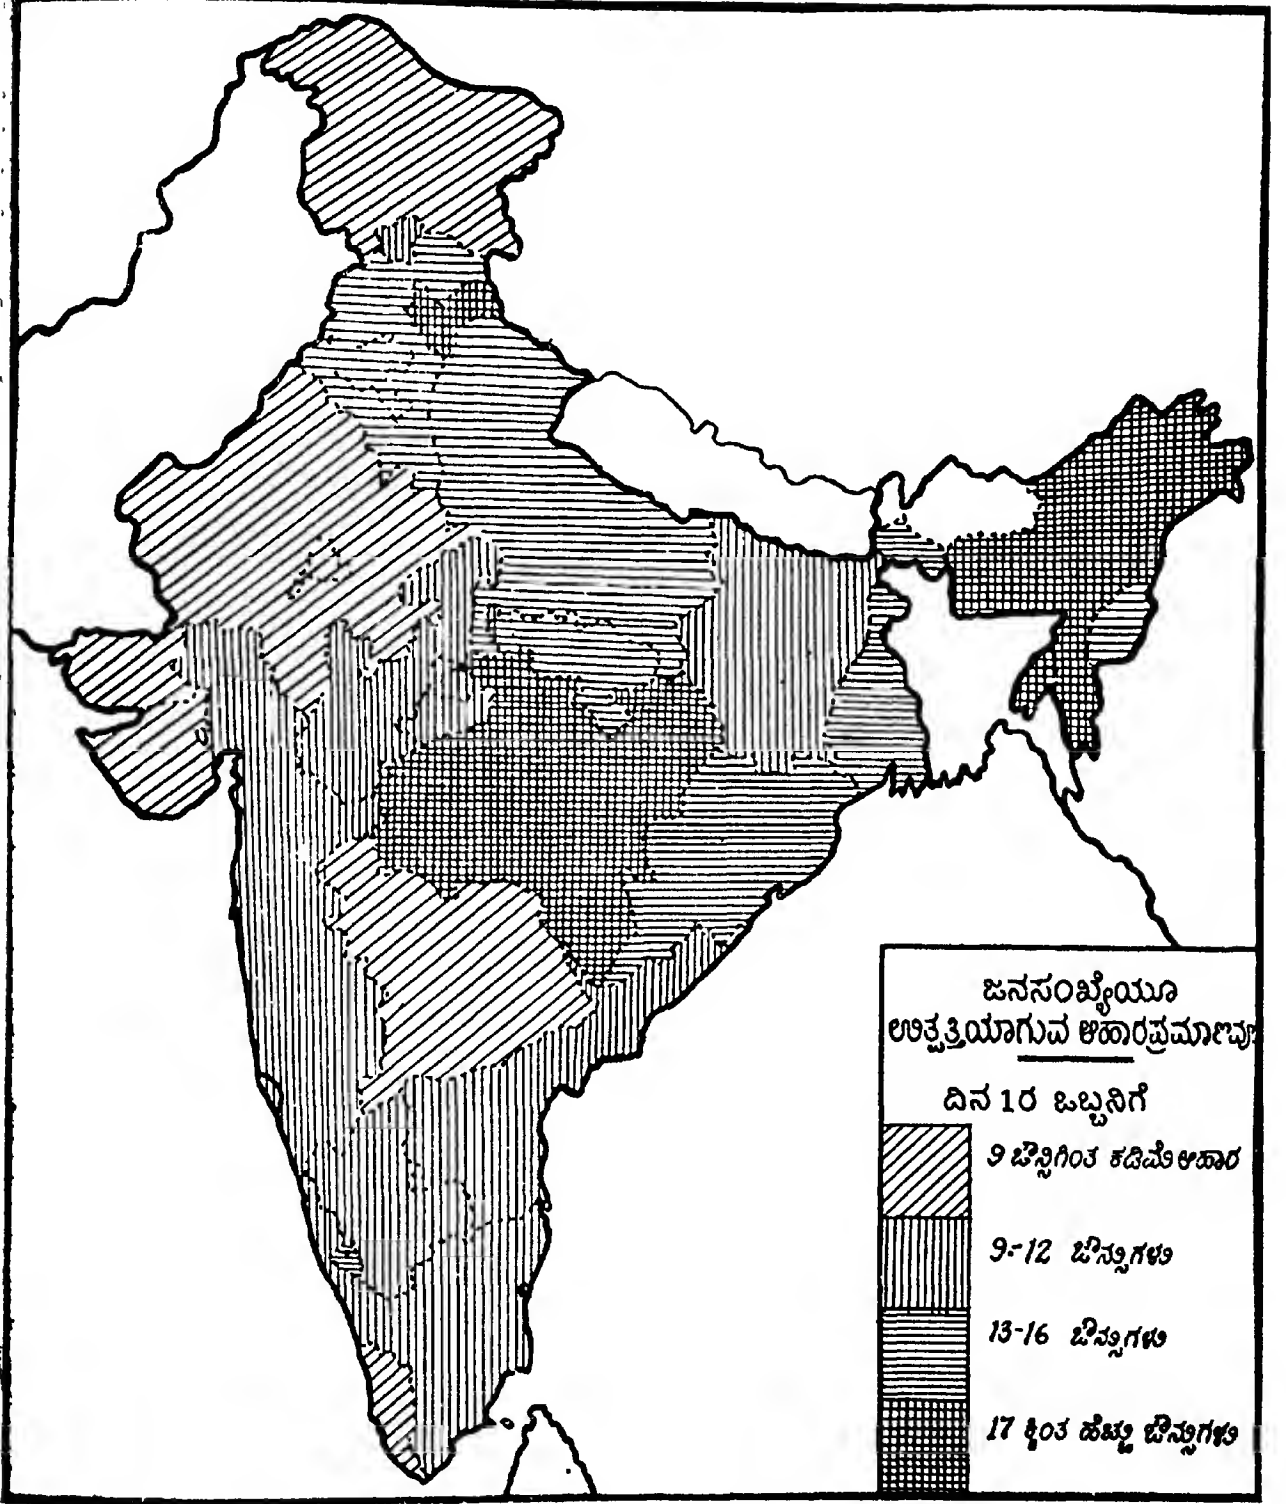 ಜನಸಂಖ್ಯೆಯೂ
ಉತ್ಪತ್ತಿಯಾಗುವ ಆಹಾರಪ್ರಮಾಣವೂ
ದಿನ 1ರ ಒಬ್ಬನಿಗೆ
9 ಔನ್ಸಿಗಿಂತ ಕಡಿಮೆ ಆಹಾರ
9-12 ಔನ್ಸುಗಳು
13-16 ಔನ್ಸುಗಳು
17 ಕ್ಕಿಂತ ಹೆಚ್ಚು ಔನ್ಸುಗಳು